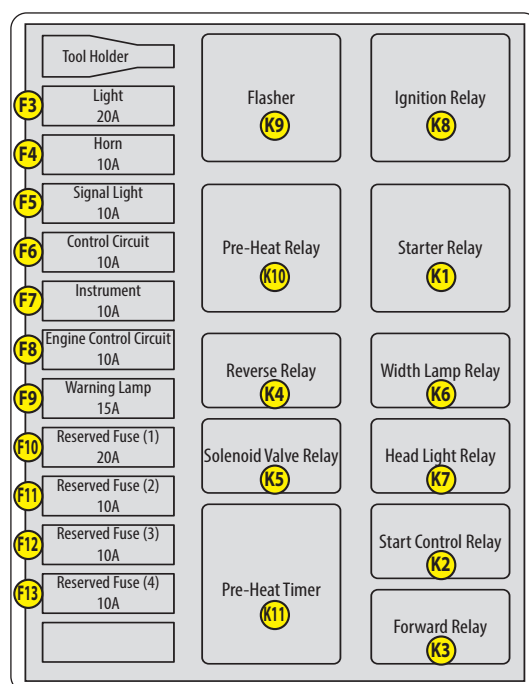 Tool Holder
F3
Light
20A
F4
Horn
10A
F5
Signal Light
10A
F6
Control Circuit
10A
F7
Instrument
10A
F8
Engine Control Circuit
10A
F9
Warning Lamp
15A
F10
Reserved Fuse (1)
20A
F11
Reserved Fuse (2)
10A
F12
Reserved Fuse (3)
10A
F13
Reserved Fuse (4)
10A
Flasher
K9
Ignition Relay
K8
Pre-Heat Relay
K10
Starter Relay
K1
Reverse Relay
K4
Width Lamp Relay
K6
Solenoid Valve Relay
K5
Head Light Relay
K7
Pre-Heat Timer
K11
Start Control Relay
K2
Forward Relay
K3